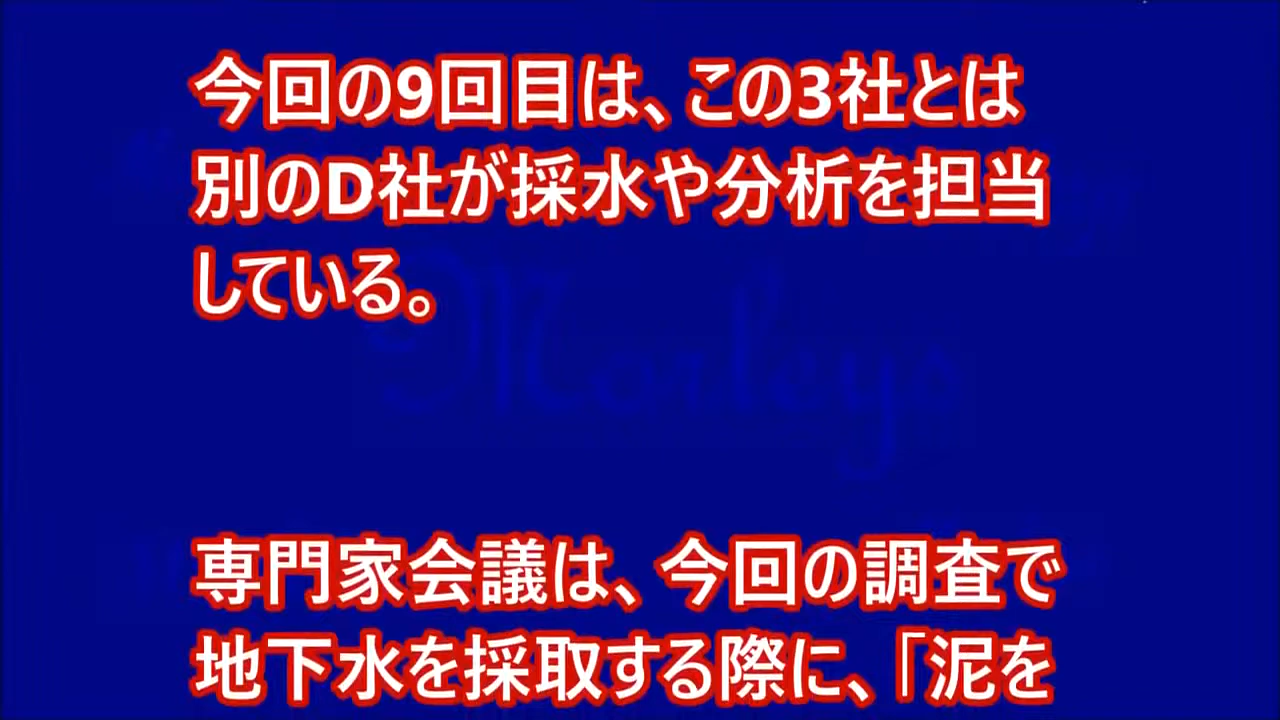 今回の9回目は、この3社とは
別のD社が採水や分析を担当
している。
Morleys
専門家会議は、今回の調査で
地下水を採取する際に、「泥を